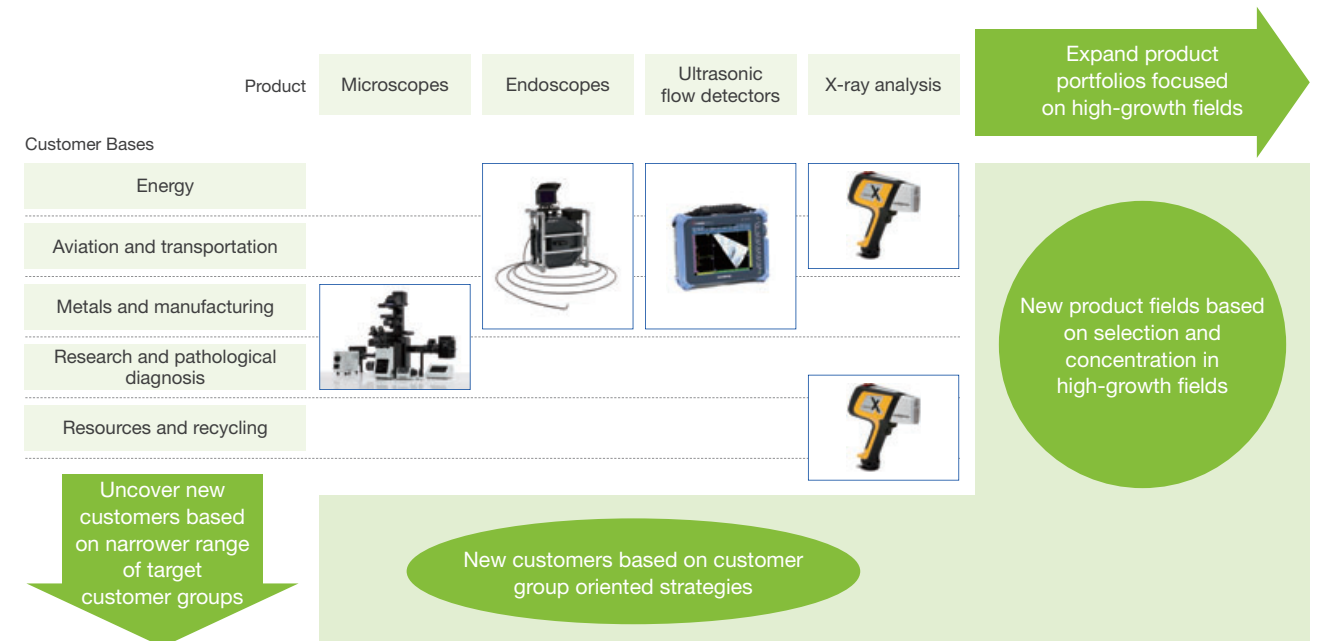 Product
Microscopes
Endoscopes
Ultrasonic
flow detectors
X-ray analysis
Expand product
portfolios focused
on high-growth fields
Customer Bases
Energy
Aviation and transportation
Metals and manufacturing
Research and pathological
diagnosis
Resources and recycling
New product fields based
on selection and
concentration in
high-growth fields
Uncover new
customers based
on narrower range
of target
customer groups
New customers based on customer
group oriented strategies